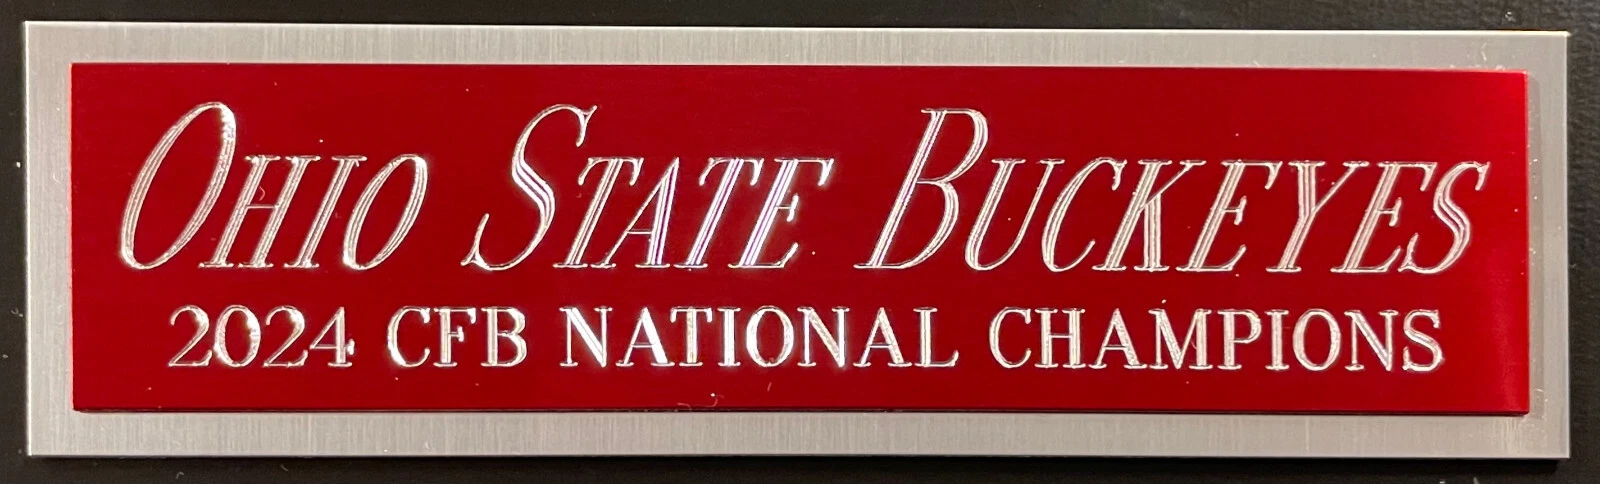 OHIO STATE BUCKEYES
2024 CFB NATIONAL CHAMPIONS